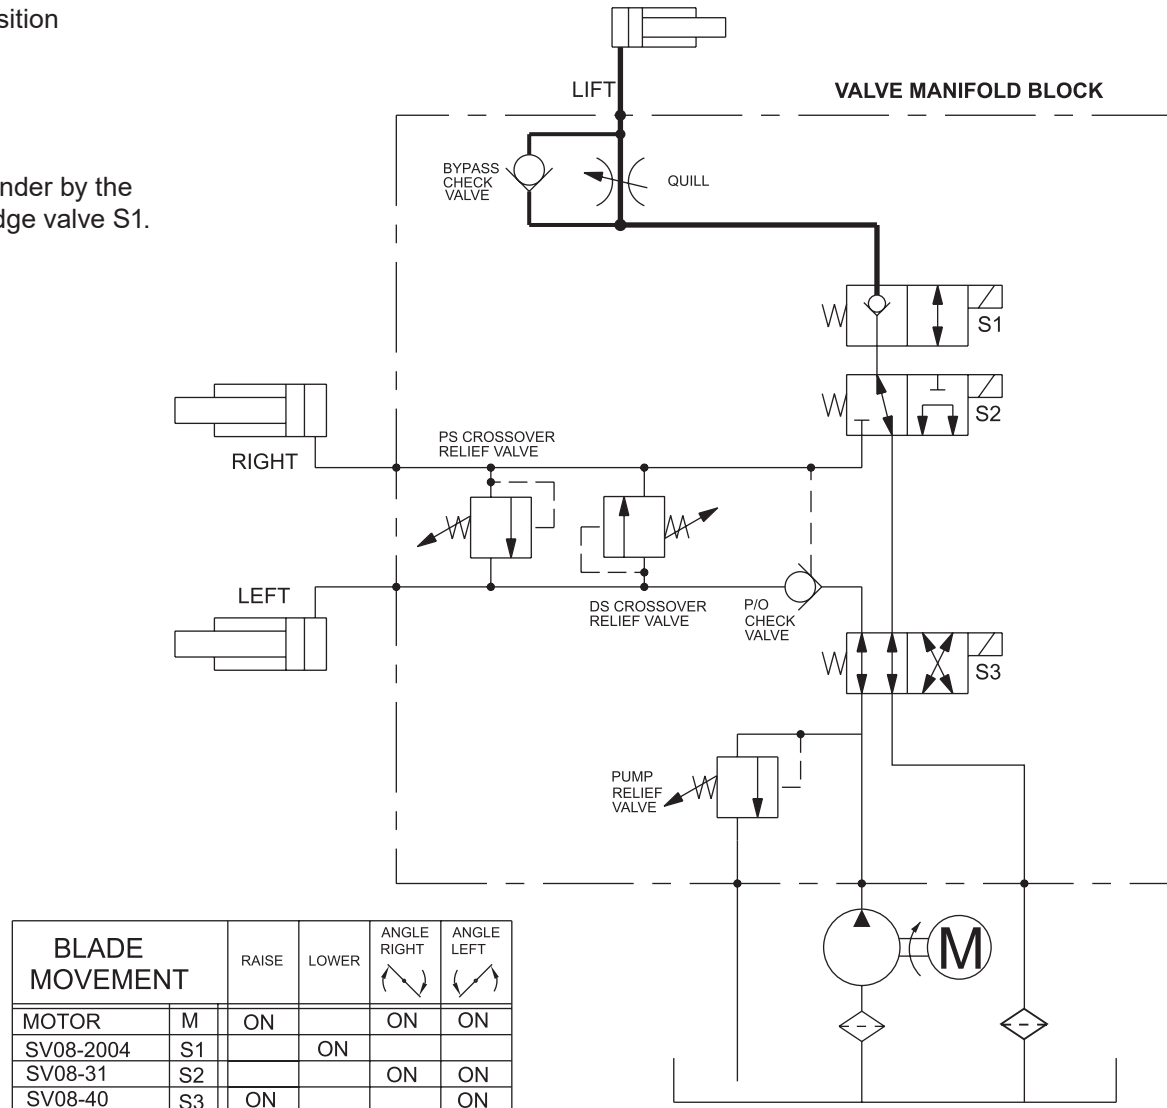 sition
nder by the
dge valve S1.
LIFT
VALVE MANIFOLD BLOCK
BYPASS
CHECK
VALVE
QUILL
S1
S2
RIGHT
PS CROSSOVER
RELIEF VALVE
LEFT
DS CROSSOVER
RELIEF VALVE
P/O
CHECK
VALVE
S3
PUMP
RELIEF
VALVE
M
BLADE
MOVEMENT
RAISE
LOWER
ANGLE
RIGHT
ANGLE
LEFT
MOTOR M ON ON ON
SV08-2004 S1 ON
SV08-31 S2 ON ON
SV08-40 S3 ON ON